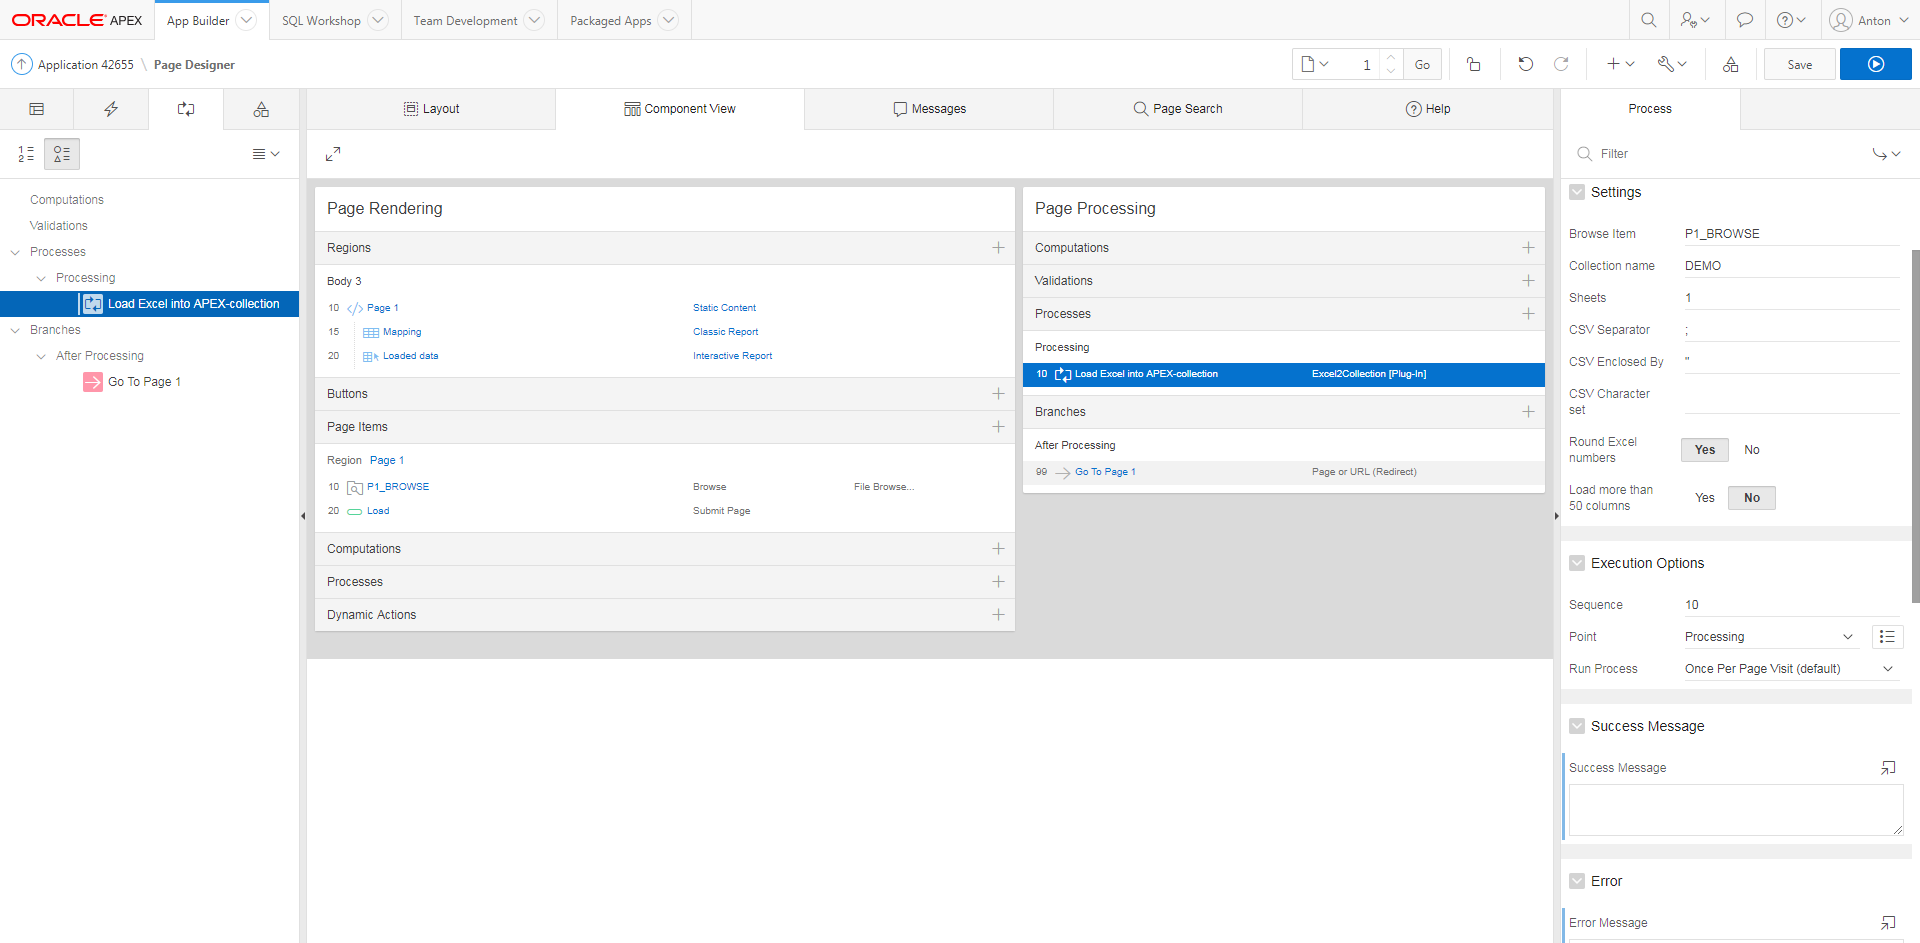 ORACLE APEX
App Builder
SQL Workshop
Team Development
Packaged Apps
Anton
Application 42655 \ Page Designer
1
Go
Save
Layout
Component View
Messages
Page Search
Help
Process
Filter
Computations
Validations
Processes
Processing
Load Excel into APEX-collection
Branches
After Processing
Go To Page 1
Page Rendering
Regions
Body 3
10 Page 1 Static Content
15 Mapping Classic Report
20 Loaded data Interactive Report
Buttons
Page Items
Region Page 1
10 P1_BROWSE Browse File Browse...
20 Load Submit Page
Computations
Processes
Dynamic Actions
Page Processing
Computations
Validations
Processes
Processing
10 Load Excel into APEX-collection Excel2Collection [Plug-In]
Branches
After Processing
99 Go To Page 1 Page or URL (Redirect)
Settings
Browse Item P1_BROWSE
Collection name DEMO
Sheets 1
CSV Separator ;
CSV Enclosed By "
CSV Character
set
Round Excel
numbers
Yes No
Load more than
50 columns
Yes No
Execution Options
Sequence 10
Point Processing
Run Process Once Per Page Visit (default)
Success Message
Success Message
Error
Error Message